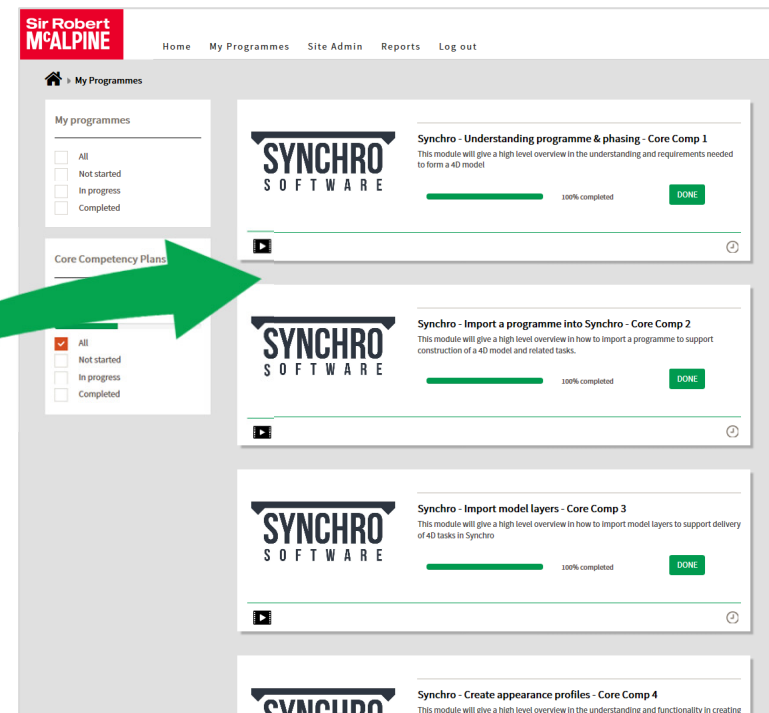 Sir Robert
McALPINE
Home My Programmes Site Admin Reports Log out
My Programmes
My programmes
All
Not started
In progress
Completed
Core Competency Plans
All
Not started
In progress
Completed
SYNCHRO
SOFTWARE
Synchro - Understanding programme & phasing - Core Comp 1
This module will give a high level overview in the understanding and requirements needed
to form a 4D model
100% completed
DONE
SYNCHRO
SOFTWARE
Synchro - Import a programme into Synchro - Core Comp 2
This module will give a high level overview in how to import a programme to support
construction of a 4D model and related tasks.
100% completed
DONE
SYNCHRO
SOFTWARE
Synchro - Import model layers - Core Comp 3
This module will give a high level overview in how to import model layers to support delivery
of 4D tasks in Synchro
100% completed
DONE
SYNCHRO
Synchro - Create appearance profiles - Core Comp 4
This module will give a high level overview in the understanding and functionality in creating